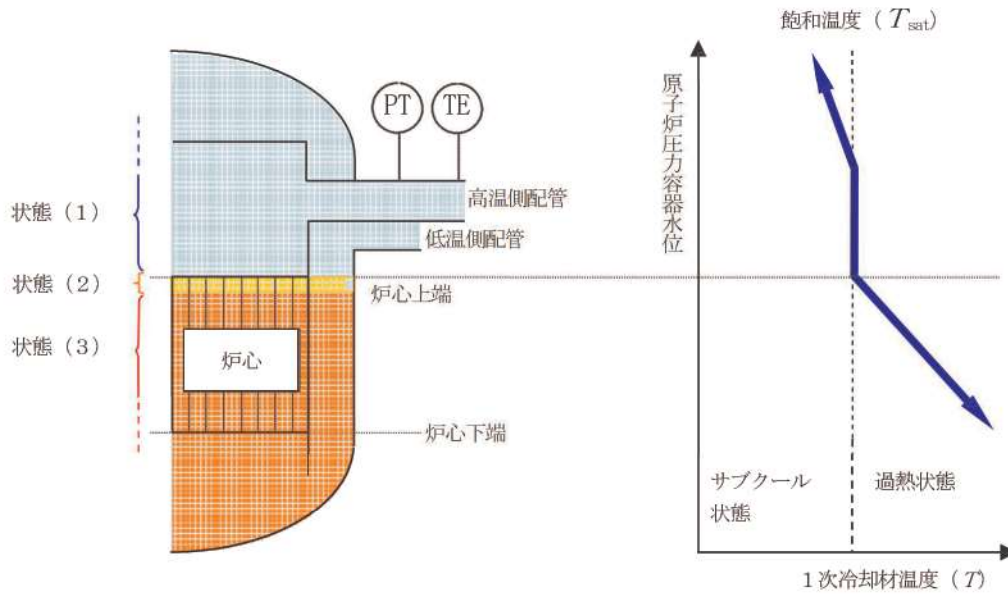 飽和温度（Tsat）
PT
TE
原子炉圧力容器水位
状態（1）
高温側配管
低温側配管
状態（2）
炉心上端
状態（3）
炉心
炉心下端
サブクール
状態
過熱状態
1次冷却材温度（T）